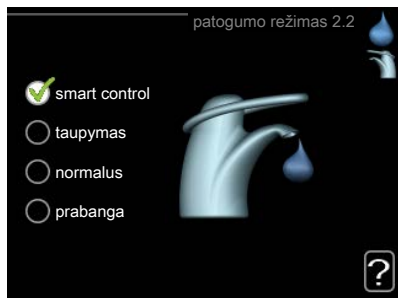 patogumo režimas 2.2
smart control
taupymas
normalus
prabanga
?